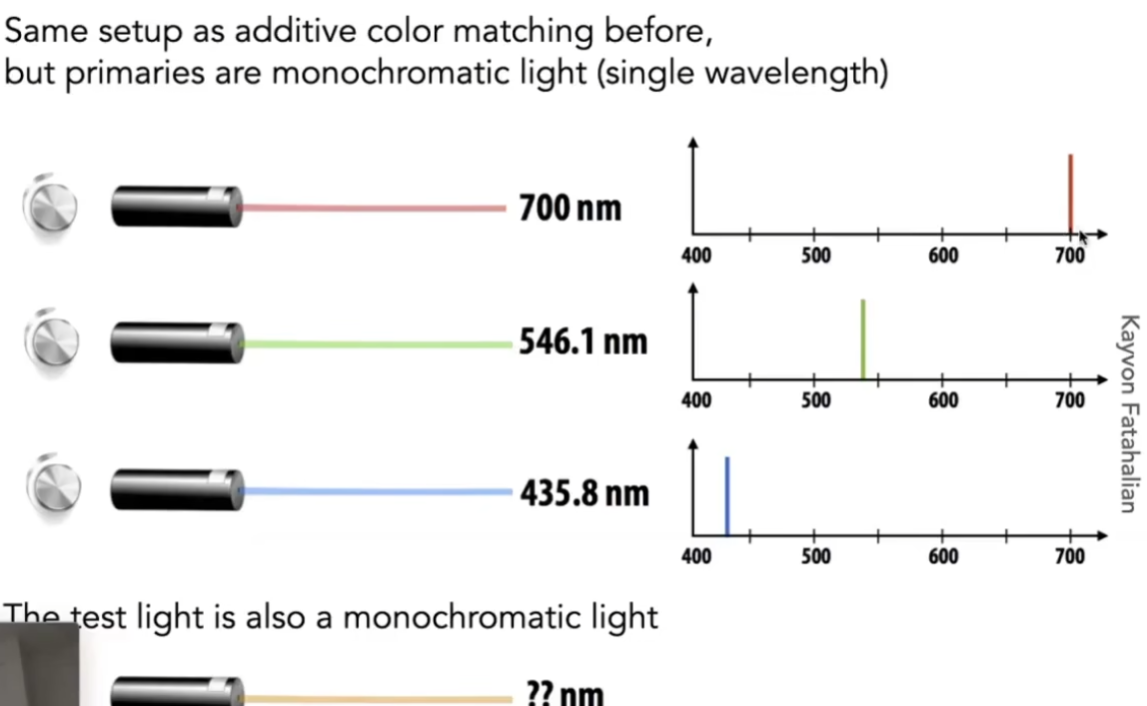 Same setup as additive color matching before,
but primaries are monochromatic light (single wavelength)
700 nm
400 500 600 700
546.1 nm
400 500 600 700
435.8 nm
400 500 600 700
Kayvon Fatahalian
The test light is also a monochromatic light
?? nm